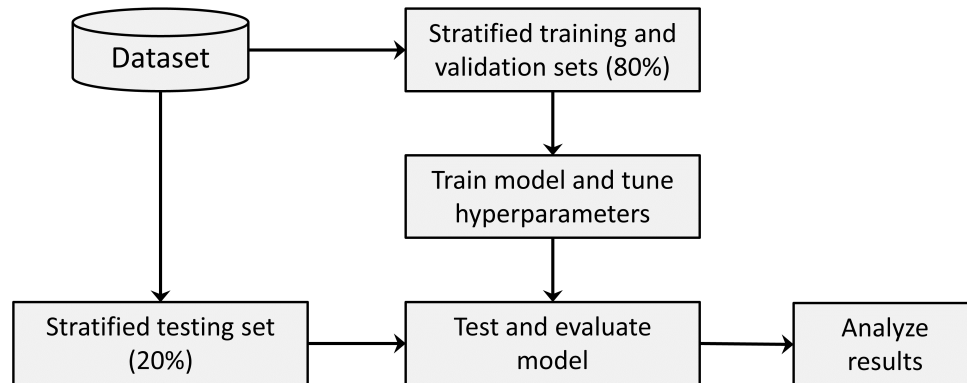 Dataset
Stratified training and
validation sets (80%)
Train model and tune
hyperparameters
Stratified testing set
(20%)
Test and evaluate
model
Analyze
results